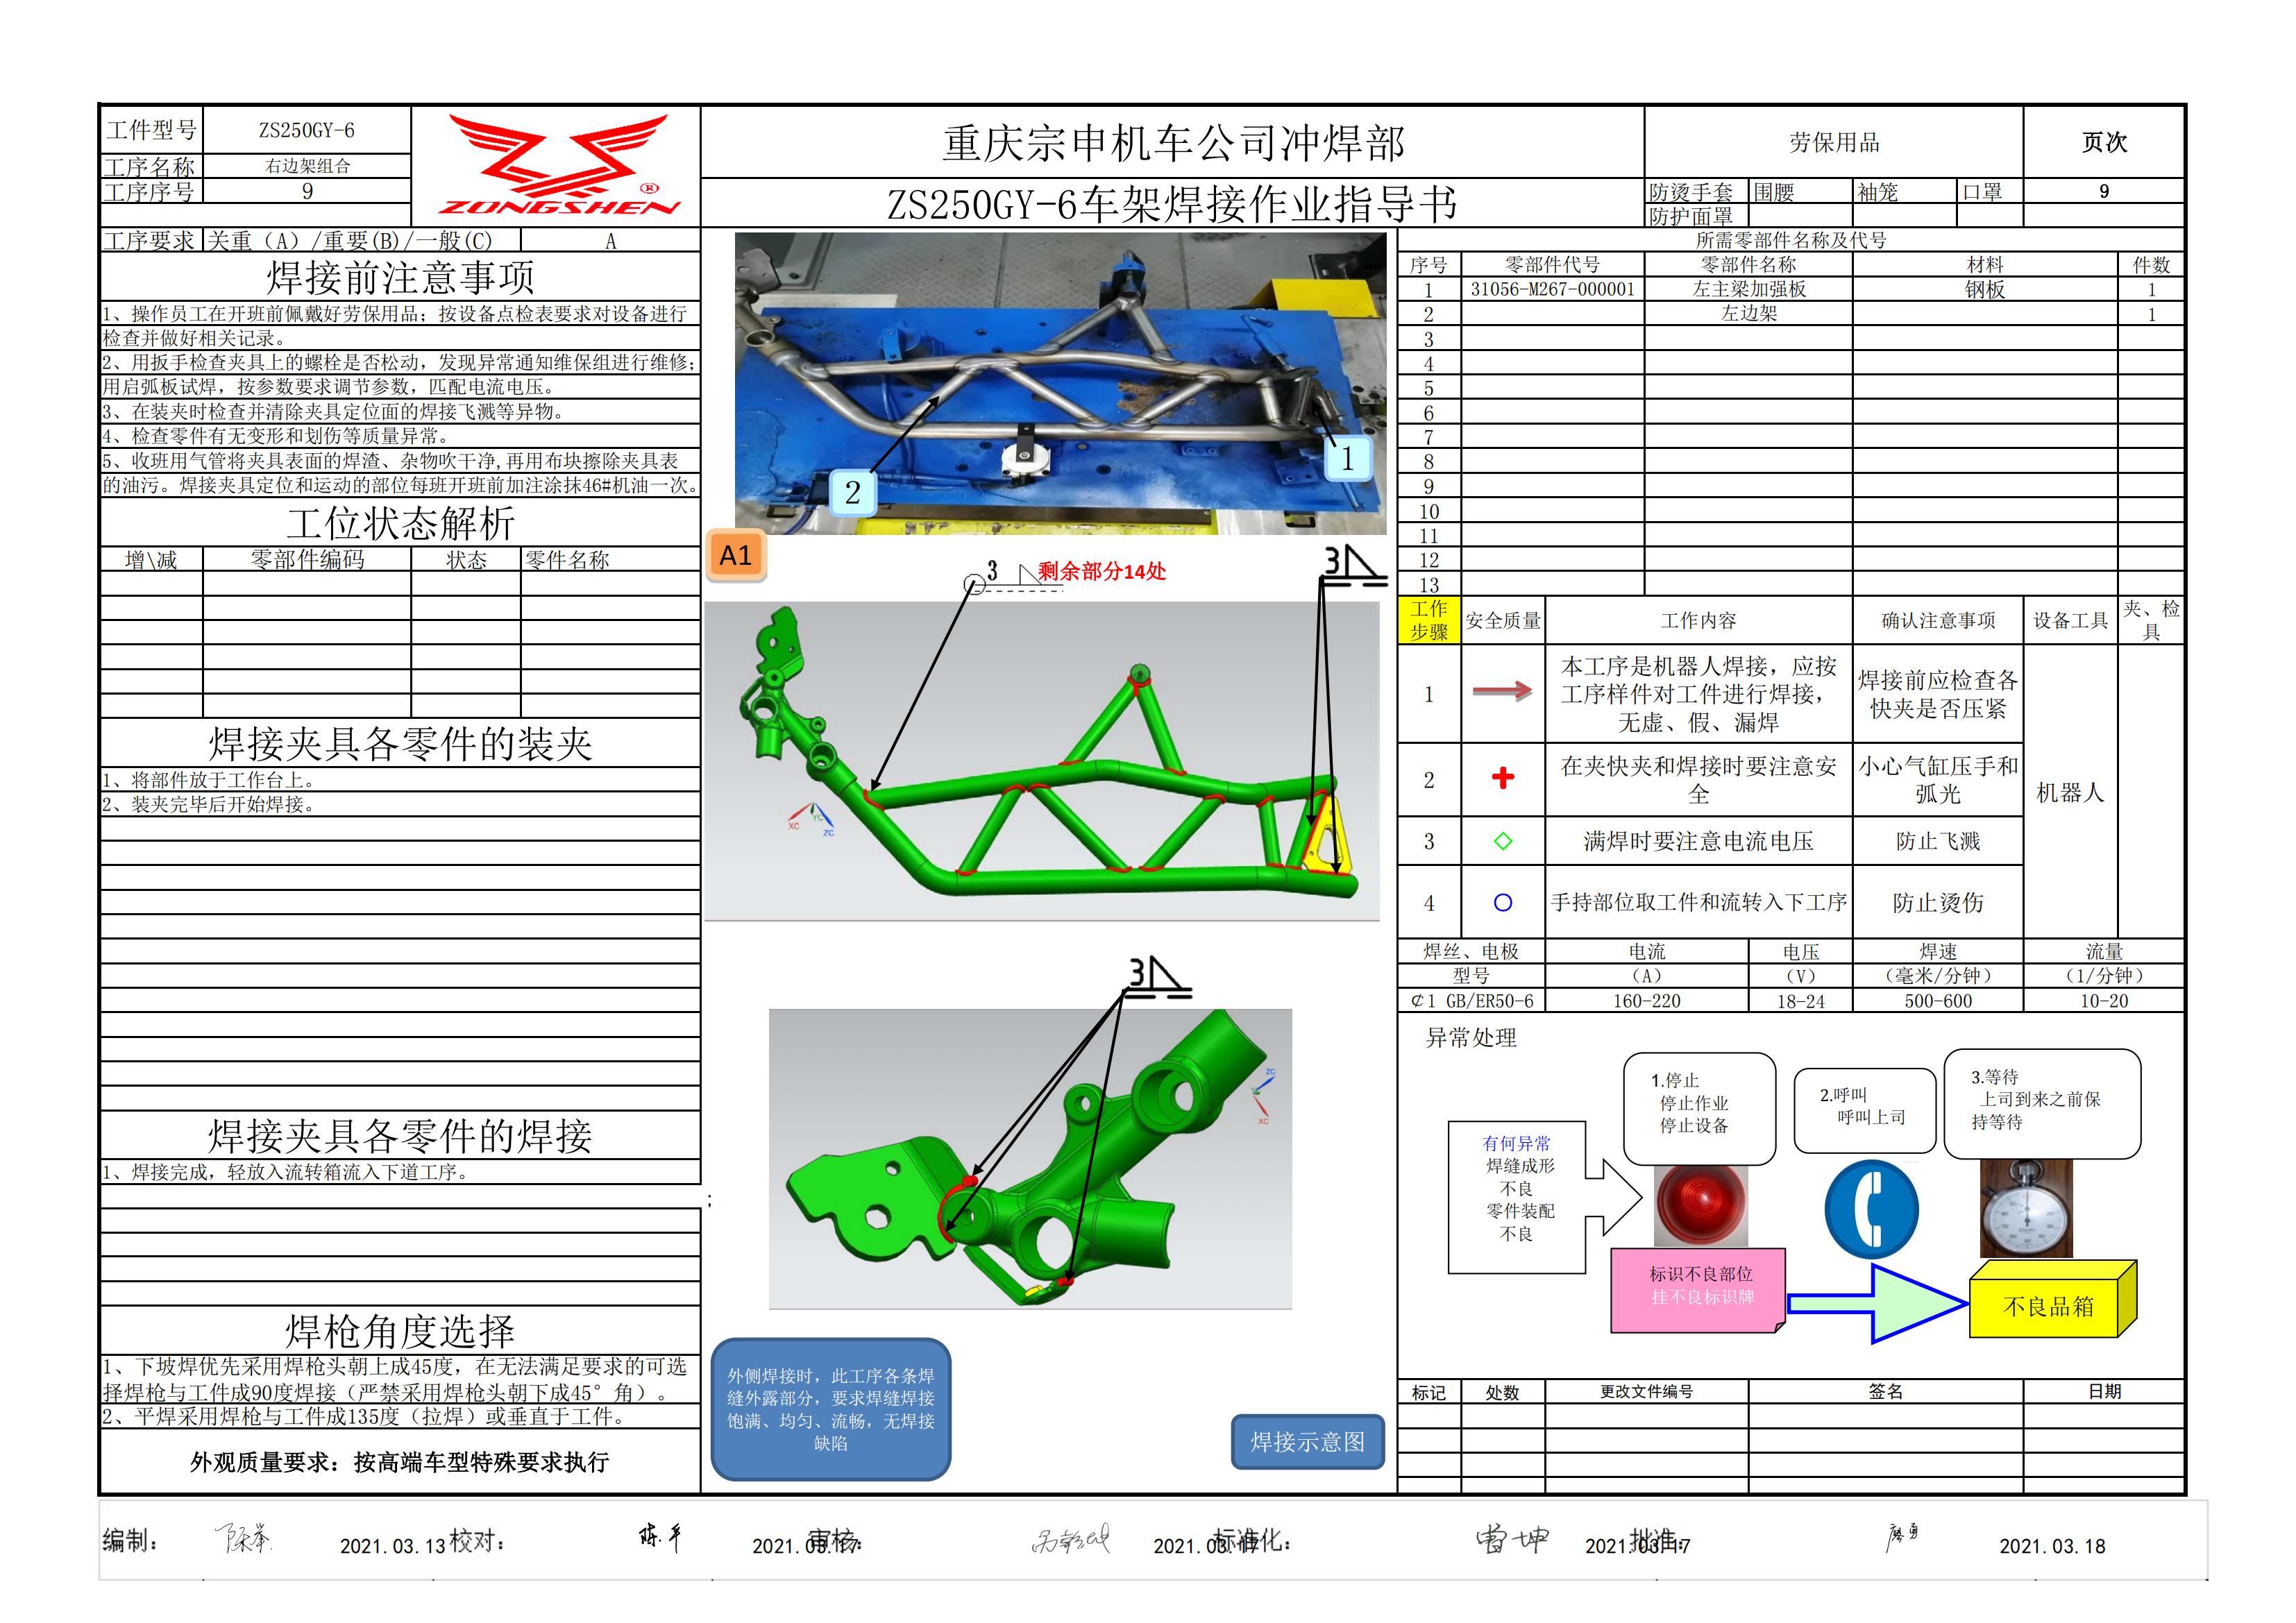 工件型号 ZS250GY-6
工序名称 右边架组合
工序序号 9
ZONGSHEN ®
重庆宗申机车公司冲焊部
ZS250GY-6车架焊接作业指导书
劳保用品 页次
防烫手套 围腰 袖笼 口罩 9
防护面罩
工序要求 关重（A）/重要(B)/一般(C) A
焊接前注意事项
1、操作员工在开班前佩戴好劳保用品；按设备点检表要求对设备进行
检查并做好相关记录。
2、用扳手检查夹具上的螺栓是否松动，发现异常通知维保组进行维修；
用启弧板试焊，按参数要求调节参数，匹配电流电压。
3、在装夹时检查并清除夹具定位面的焊接飞溅等异物。
4、检查零件有无变形和划伤等质量异常。
5、收班用气管将夹具表面的焊渣、杂物吹干净,再用布块擦除夹具表
的油污。焊接夹具定位和运动的部位每班开班前加注涂抹46#机油一次。
工位状态解析
增\减 零部件编码 状态 零件名称
焊接夹具各零件的装夹
1、将部件放于工作台上。
2、装夹完毕后开始焊接。
焊接夹具各零件的焊接
1、焊接完成，轻放入流转箱流入下道工序。
;
焊枪角度选择
1、下坡焊优先采用焊枪头朝上成45度，在无法满足要求的可选
择焊枪与工件成90度焊接（严禁采用焊枪头朝下成45°角）。
2、平焊采用焊枪与工件成135度（拉焊）或垂直于工件。
外观质量要求：按高端车型特殊要求执行
1
2
A1
3 剩余部分14处
3
XC YC ZC
3
ZC
XC
外侧焊接时，此工序各条焊
缝外露部分，要求焊缝焊接
饱满、均匀、流畅，无焊接
缺陷
焊接示意图
所需零部件名称及代号
序号 零部件代号 零部件名称 材料 件数
1 31056-M267-000001 左主梁加强板 钢板 1
2 左边架 1
3
4
5
6
7
8
9
10
11
12
13
工作步骤 安全质量 工作内容 确认注意事项 设备工具 夹、检具
1 本工序是机器人焊接，应按工序样件对工件进行焊接，无虚、假、漏焊 焊接前应检查各快夹是否压紧 机器人
2 在夹快夹和焊接时要注意安全 小心气缸压手和弧光
3 满焊时要注意电流电压 防止飞溅
4 手持部位取工件和流转入下工序 防止烫伤
焊丝、电极 电流 电压 焊速 流量
型号 （A） （V） （毫米/分钟） （1/分钟）
￠1 GB/ER50-6 160-220 18-24 500-600 10-20
异常处理
有何异常
焊缝成形
不良
零件装配
不良
1.停止
停止作业
停止设备
2.呼叫
呼叫上司
3.等待
上司到来之前保
持等待
标识不良部位
挂不良标识牌
不良品箱
标记 处数 更改文件编号 签名 日期
编制： 2021.03.13 校对： 2021.03.17 审核： 2021.03.17 标准化： 2021.03.17 批准： 2021.03.18